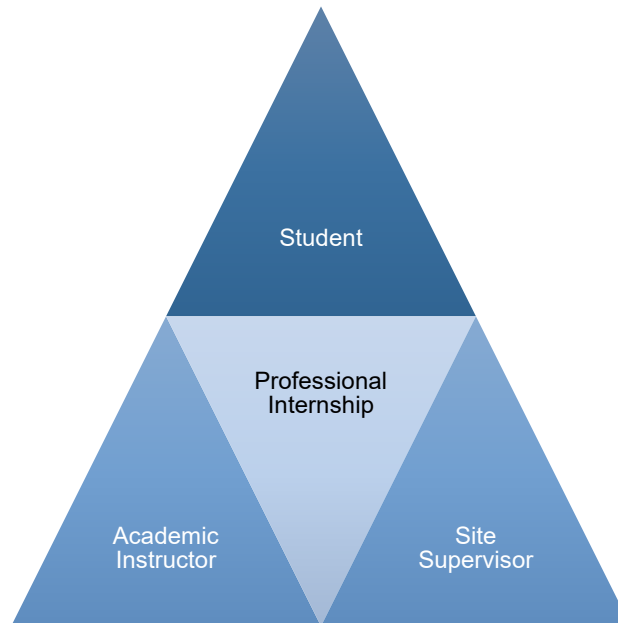 Student
Professional
Internship
Academic
Instructor
Site
Supervisor